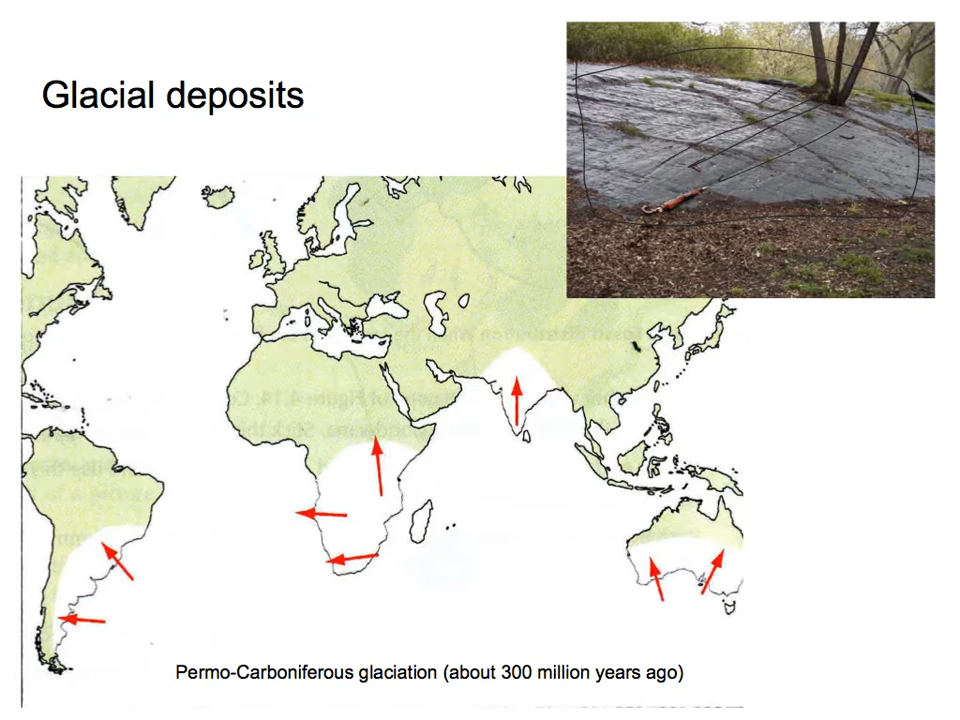 Glacial deposits
Permo-Carboniferous glaciation (about 300 million years ago)